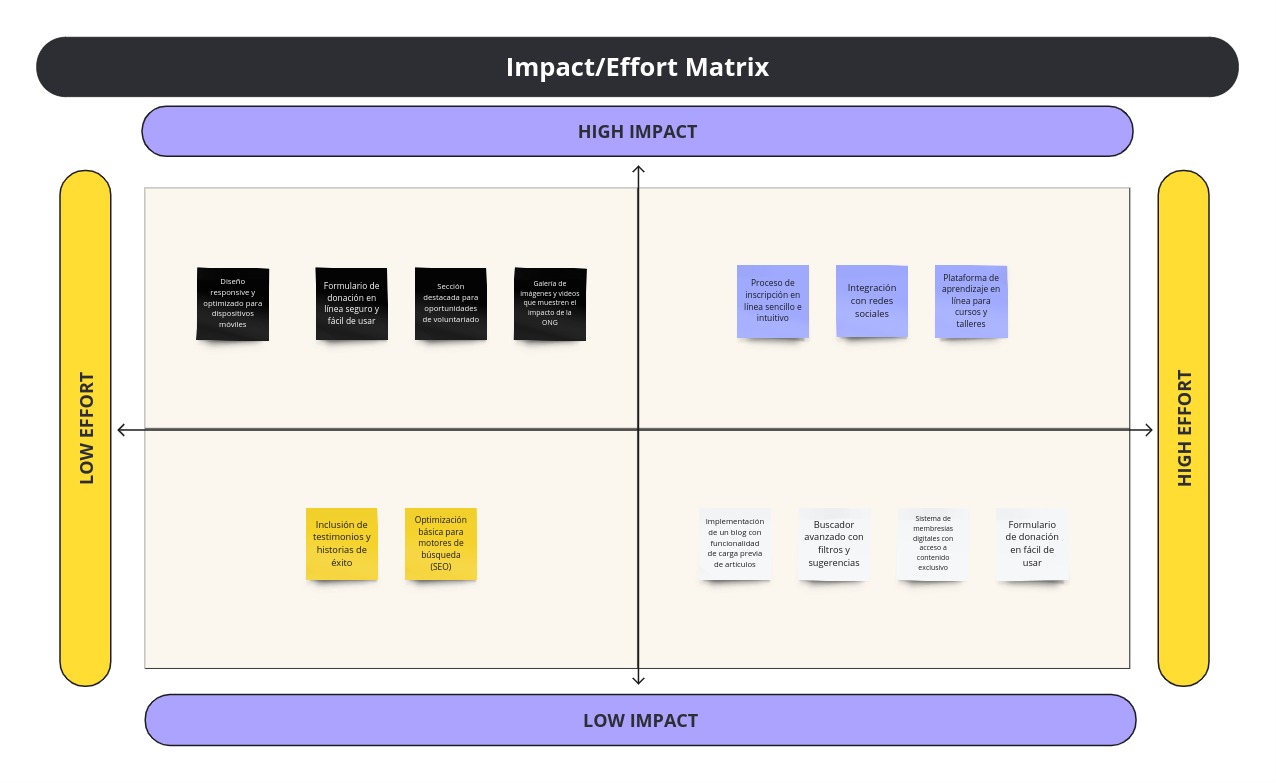 Impact/Effort Matrix
HIGH IMPACT
LOW EFFORT
HIGH EFFORT
Diseño
responsive y
optimizado para
dispositivos
móviles
Formulario de
donación en
línea seguro y
fácil de usar
Sección
destacada para
oportunidades
de voluntariado
Galería de
imágenes y videos
que muestren el
impacto de la
ONG
Proceso de
inscripción en
línea sencillo e
intuitivo
Integración
con redes
sociales
Plataforma de
aprendizaje en
línea para
cursos y
talleres
Inclusión de
testimonios y
historias de
éxito
Optimización
básica para
motores de
búsqueda
(SEO)
Implementación
de un blog con
funcionalidad
de carga previa
de artículos
Buscador
avanzado con
filtros y
sugerencias
Sistema de
membresías
digitales con
acceso a
contenido
exclusivo
Formulario
de donación
en fácil de
usar
LOW IMPACT